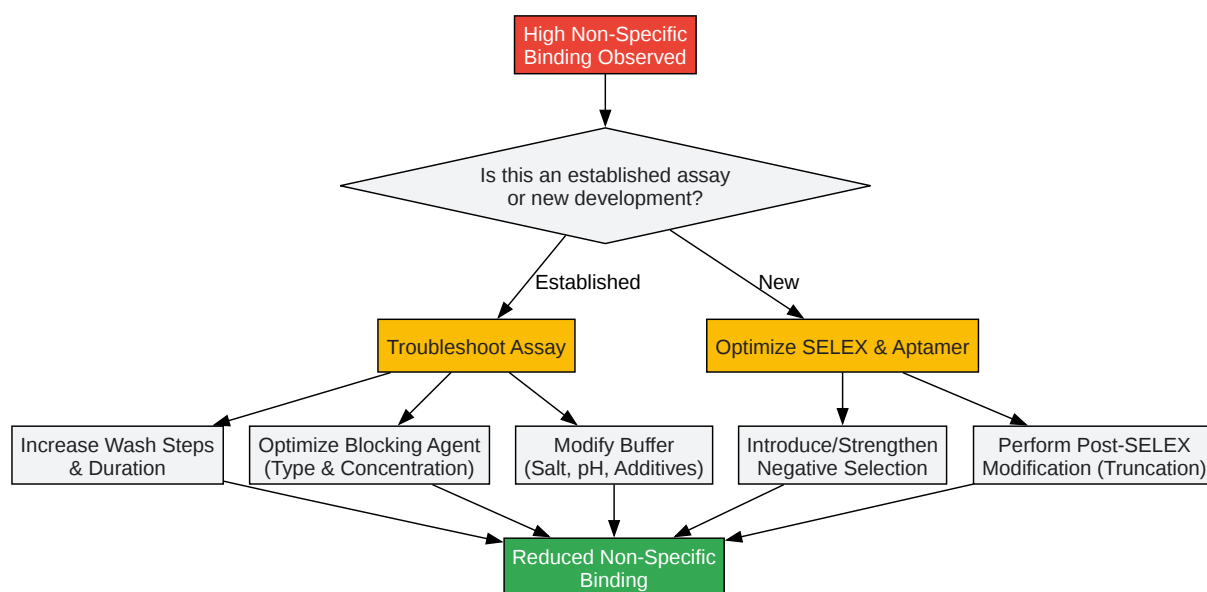 High Non-Specific
Binding Observed
Is this an established assay
or new development?
Established
New
Troubleshoot Assay
Optimize SELEX & Aptamer
Increase Wash Steps
& Duration
Optimize Blocking Agent
(Type & Concentration)
Modify Buffer
(Salt, pH, Additives)
Introduce/Strengthen
Negative Selection
Perform Post-SELEX
Modification (Truncation)
Reduced Non-Specific
Binding